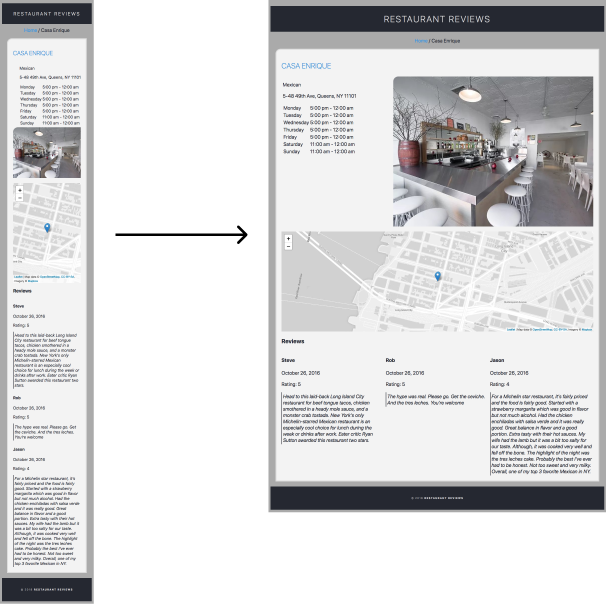 RESTAURANT REVIEWS
Home / Casa Enrique
CASA ENRIQUE
Mexican
5-48 49th Ave, Queens, NY 11101
Monday 5:00 pm - 12:00 am
Tuesday 5:00 pm - 12:00 am
Wednesday 5:00 pm - 12:00 am
Thursday 5:00 pm - 12:00 am
Friday 5:00 pm - 12:00 am
Saturday 11:00 am - 12:00 am
Sunday 11:00 am - 12:00 am
+
−
Reviews
Steve
October 26, 2016
Rating: 5
Head to this laid-back Long Island
City restaurant for beef tongue
tacos, chicken smothered in a
heady mole sauce, and a monster
crab tostada. New York's only
Michelin-starred Mexican
restaurant is an especially cool
choice for lunch during the week or
drinks after work. Eater critic Ryan
Sutton awarded this restaurant two
stars.
Rob
October 26, 2016
Rating: 5
The hype was real. Please go. Get the
ceviche. And the tres leches.
You're welcome
Jason
October 26, 2016
Rating: 4
For a Michelin star restaurant, it's
fairly priced and the food is fairly
good. Started with a strawberry
margarita which was good in flavor
but not much alcohol. Had the
chicken enchiladas with salsa verde
and it was really good. Great
balance in flavor and a good
portion. Extra tasty with their hot
sauces. My wife had the lamb but it
was a bit too salty for our taste.
Although, it was cooked very well
and fell off the bone. The highlight
of the night was the tres leches
cake. Probably the best I've ever
had to be honest. Not too sweet
and very milky. Overall, one of my
top 3 favorite Mexican in NY.
© 2018 RESTAURANT REVIEWS
RESTAURANT REVIEWS
Home / Casa Enrique
CASA ENRIQUE
Mexican
5-48 49th Ave, Queens, NY 11101
Monday 5:00 pm - 12:00 am
Tuesday 5:00 pm - 12:00 am
Wednesday 5:00 pm - 12:00 am
Thursday 5:00 pm - 12:00 am
Friday 5:00 pm - 12:00 am
Saturday 11:00 am - 12:00 am
Sunday 11:00 am - 12:00 am
+
−
Reviews
Steve
October 26, 2016
Rating: 5
Head to this laid-back Long Island City
restaurant for beef tongue tacos, chicken
smothered in a heady mole sauce, and a
monster crab tostada. New York's only
Michelin-starred Mexican restaurant is an
especially cool choice for lunch during the
week or drinks after work. Eater critic Ryan
Sutton awarded this restaurant two stars.
Rob
October 26, 2016
Rating: 5
The hype was real. Please go. Get the ceviche.
And the tres leches. You're welcome
Jason
October 26, 2016
Rating: 4
For a Michelin star restaurant, it's fairly priced
and the food is fairly good. Started with a
strawberry margarita which was good in flavor
but not much alcohol. Had the chicken
enchiladas with salsa verde and it was really
good. Great balance in flavor and a good
portion. Extra tasty with their hot sauces. My
wife had the lamb but it was a bit too salty for
our taste. Although, it was cooked very well and
fell off the bone. The highlight of the night was
the tres leches cake. Probably the best I've ever
had to be honest. Not too sweet and very milky.
Overall, one of my top 3 favorite Mexican in NY.
© 2018 RESTAURANT REVIEWS